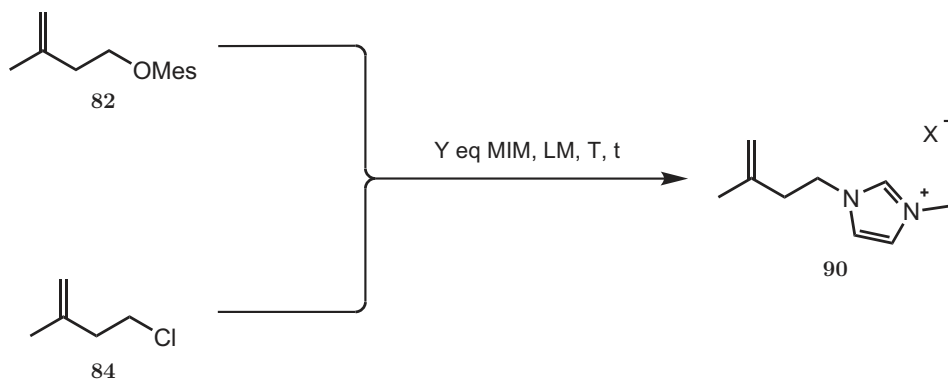 OMes
82
Y eq MIM, LM, T, t
X-
N
N+
90
Cl
84